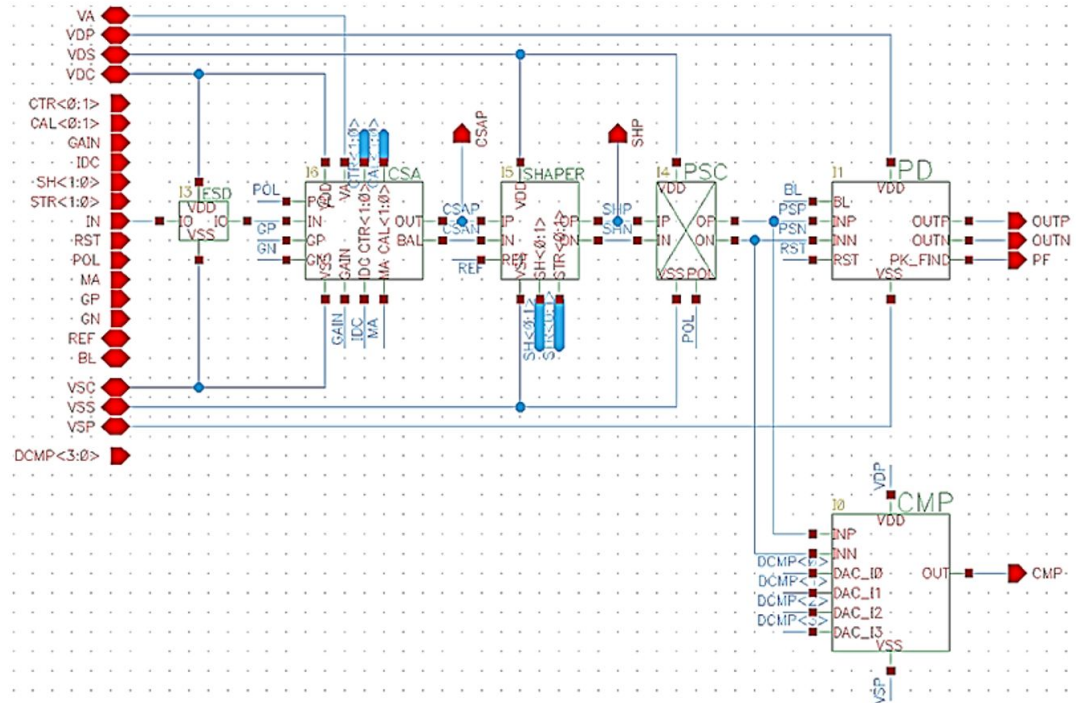 VA
VDP
VDS
VDC
CTR<0:1>
CAL<0:1>
GAIN
IDC
SH<1:0>
STR<1:0>
IN
RST
POL
MA
GP
GN
REF
BL
VSC
VSS
VSP
DCMP<3:0>
I3
ESD
VDD
IO
IO
VSS
POL
GP
GN
I6
CSA
VDD
VA
CTR<1:0>
CAL<1:0>
POL
IN
GP
GN
OUT
BAL
VSS
GAIN
IDC
MA
GAIN
IDC
MA
CSAP
CSAP
CSAN
REF
I5
SHAPER
VDD
IP
IN
REF
OP
ON
SH<0:1>
SH<0:1>
SHP
SHP
SHN
I4
PSC
VDD
IP
IN
OP
ON
VSS
POL
POL
BL
PSP
PSN
RST
I1
PD
VDD
BL
INP
INN
RST
OUTP
OUTN
PK_FIND
VSS
OUTP
OUTN
PF
VDP
I0
CMP
VDD
INP
INN
DAC_I0
DAC_I1
DAC_I2
DAC_I3
OUT
VSS
CMP
VSP